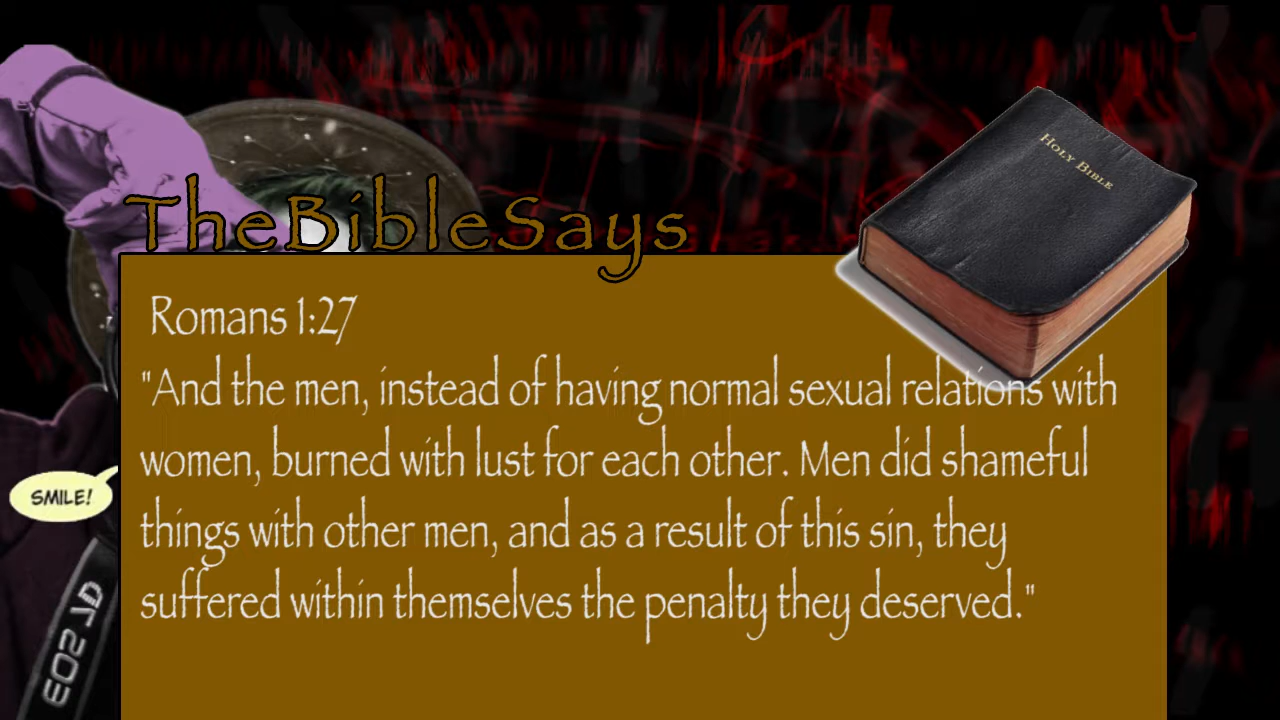 HOLY BIBLE
TheBibleSays
Romans 1:27
"And the men, instead of having normal sexual relations with
women, burned with lust for each other. Men did shameful
things with other men, and as a result of this sin, they
suffered within themselves the penalty they deserved."
SMILE!
EOS 1D